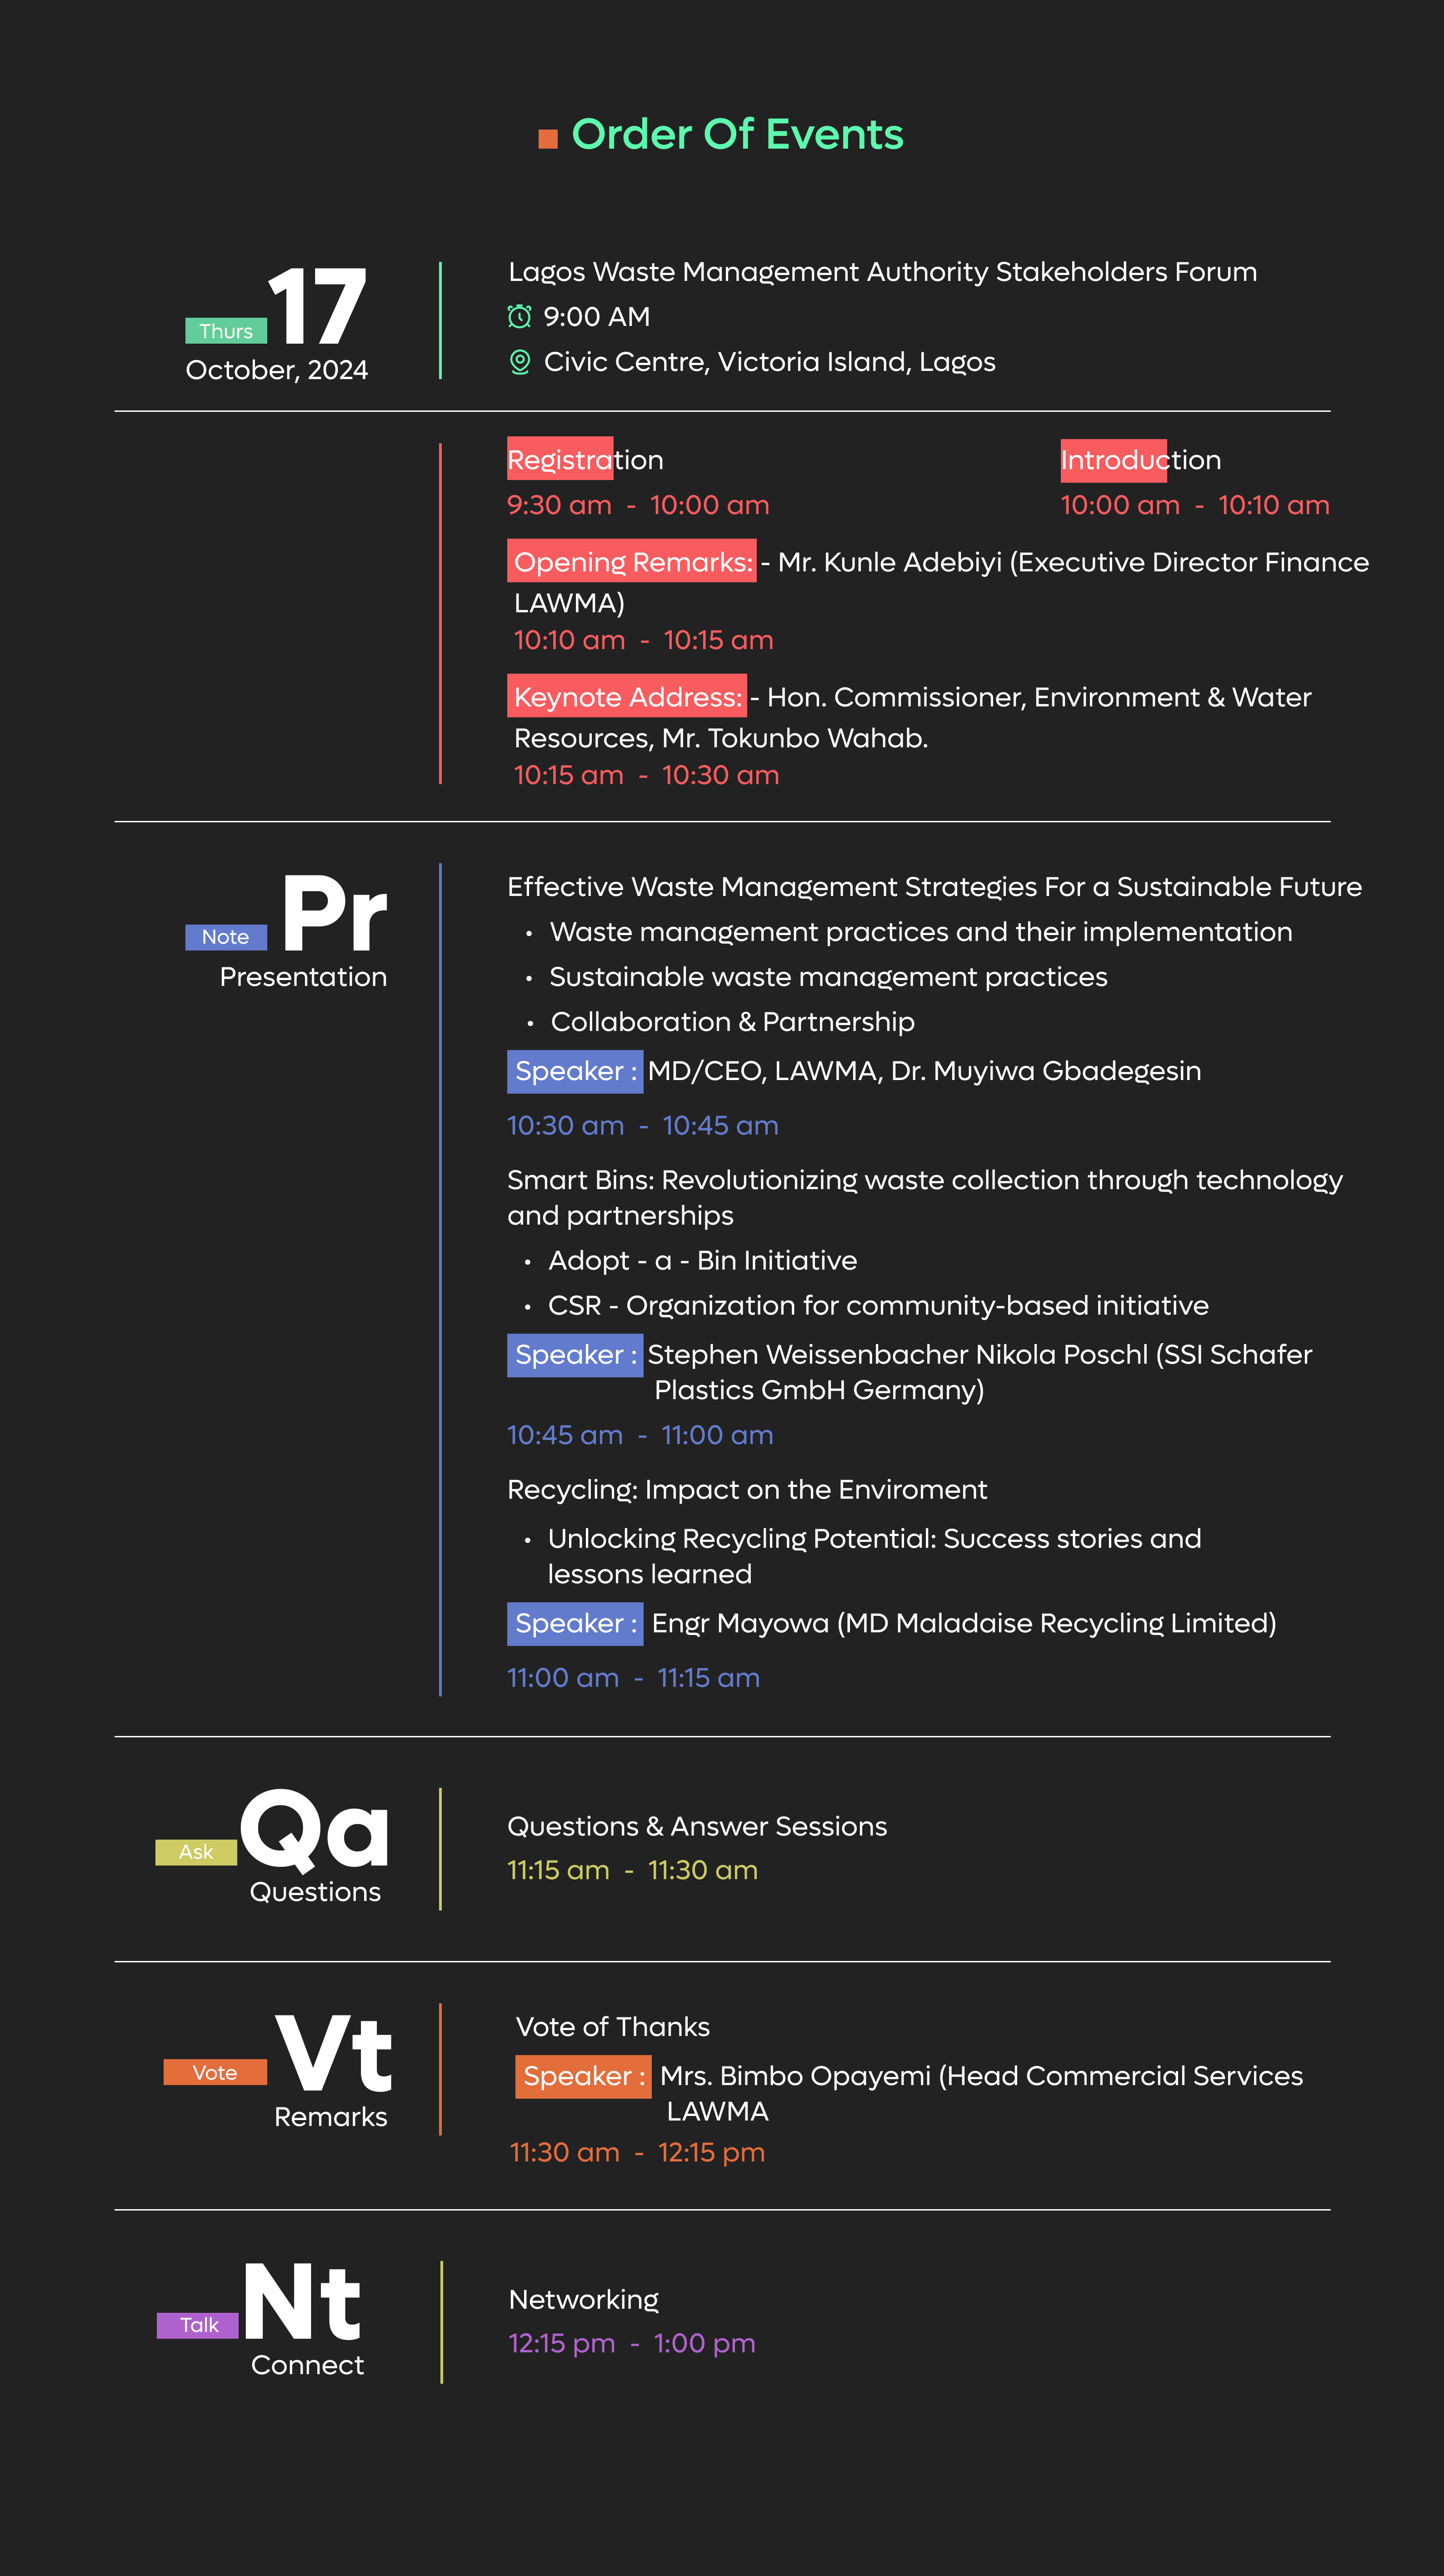 Order Of Events
Thurs 17
October, 2024
Lagos Waste Management Authority Stakeholders Forum
9:00 AM
Civic Centre, Victoria Island, Lagos
Registration
9:30 am - 10:00 am
Introduction
10:00 am - 10:10 am
Opening Remarks: - Mr. Kunle Adebiyi (Executive Director Finance
LAWMA)
10:10 am - 10:15 am
Keynote Address: - Hon. Commissioner, Environment & Water
Resources, Mr. Tokunbo Wahab.
10:15 am - 10:30 am
Note Pr
Presentation
Effective Waste Management Strategies For a Sustainable Future
• Waste management practices and their implementation
• Sustainable waste management practices
• Collaboration & Partnership
Speaker : MD/CEO, LAWMA, Dr. Muyiwa Gbadegesin
10:30 am - 10:45 am
Smart Bins: Revolutionizing waste collection through technology
and partnerships
• Adopt - a - Bin Initiative
• CSR - Organization for community-based initiative
Speaker : Stephen Weissenbacher Nikola Poschl (SSI Schafer
Plastics GmbH Germany)
10:45 am - 11:00 am
Recycling: Impact on the Enviroment
• Unlocking Recycling Potential: Success stories and
lessons learned
Speaker : Engr Mayowa (MD Maladaise Recycling Limited)
11:00 am - 11:15 am
Ask Qa
Questions
Questions & Answer Sessions
11:15 am - 11:30 am
Vote Vt
Remarks
Vote of Thanks
Speaker : Mrs. Bimbo Opayemi (Head Commercial Services
LAWMA
11:30 am - 12:15 pm
Talk Nt
Connect
Networking
12:15 pm - 1:00 pm